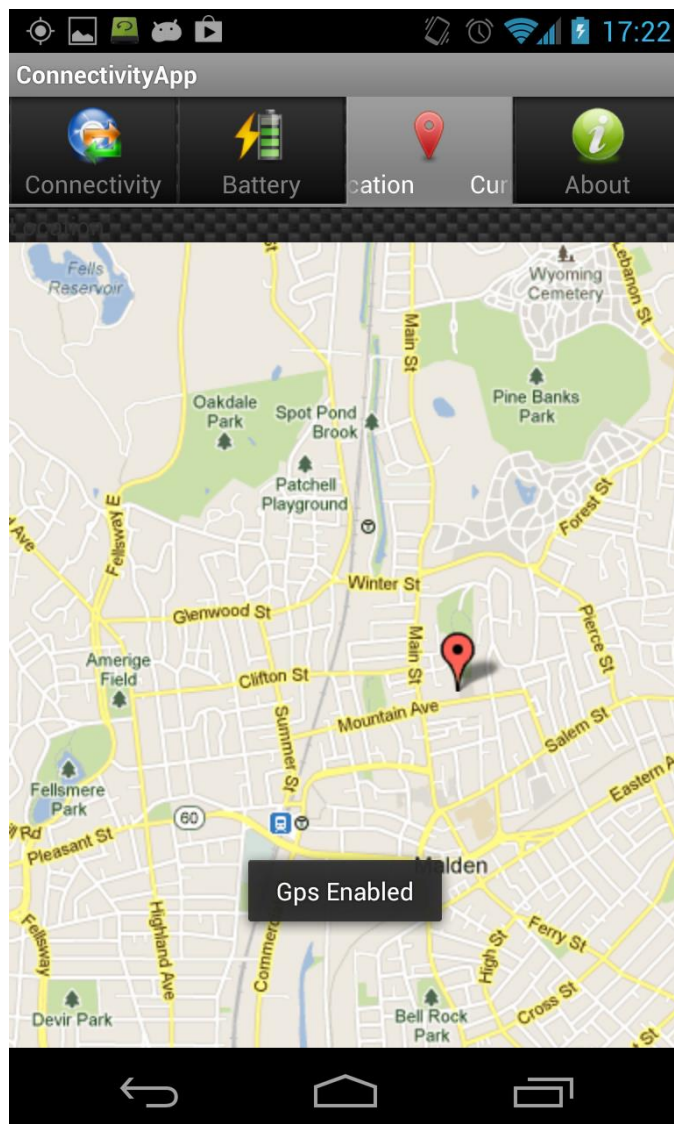 17:22
ConnectivityApp
Connectivity
Battery
cation Cur
About
Location
Fells
Reservoir
Wyoming
Cemetery
Lebanon St
Main St
Oakdale
Park
Spot Pond
Brook
Pine Banks
Park
Patchell
Playground
Fellsway E
Forest St
Ave
Winter St
Glenwood St
Pierce St
Main St
Amerige
Field
Clifton St
Mountain Ave
Summer St
Salem St
Eastern A
Fellsmere
Park
60
Rd
Pleasant St
Malden
Gps Enabled
Fellsway
Highland Ave
Commerc
High St
Ferry St
Cross St
Devir Park
Bell Rock
Park
St